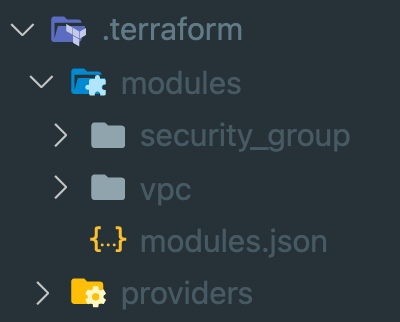 .terraform
modules
security_group
vpc
modules.json
providers